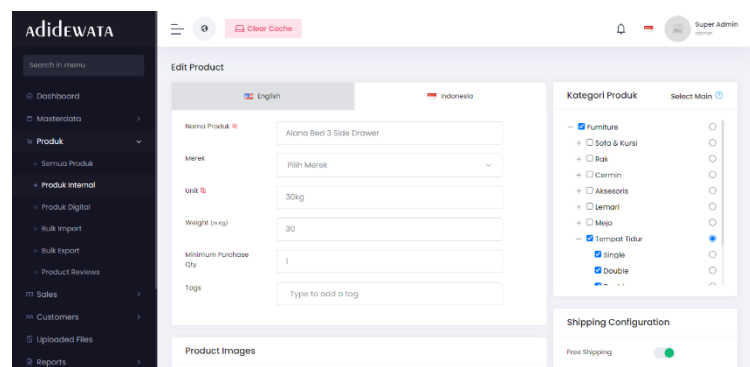 ADIDEWATA
Clear Cache
Super Admin
admin
Search in menu
Dashboard
Masterdata
Produk
Semua Produk
Produk Internal
Produk Digital
Bulk Import
Bulk Export
Product Reviews
Sales
Customers
Uploaded Files
Reports
Edit Product
English
Indonesia
Nama Produk
Alana Bed 3 Side Drawer
Merek
Pilih Merek
Unit
30kg
Weight (In Kg)
30
Minimum Purchase
Qty
1
Tags
Type to add a tag
Product Images
Kategori Produk Select Main
Furniture
Sofa & Kursi
Rak
Cermin
Aksesoris
Lemari
Meja
Tempat Tidur
Single
Double
Shipping Configuration
Free Shipping